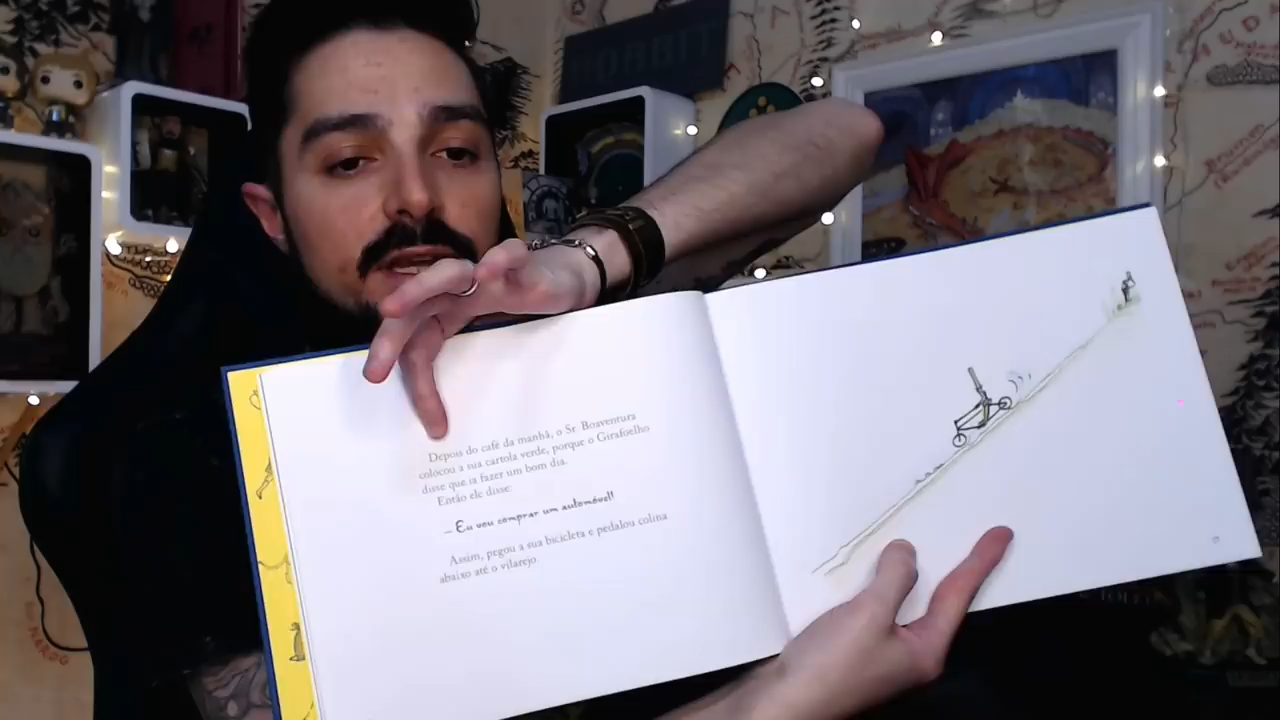 HOBBIT
Depois do café da manhã, o Sr. Boaventura
colocou a sua cartola verde, porque o Girafoelho
disse que ia fazer um bom dia.
Então ele disse:
– Eu vou comprar um automóvel!
Assim, pegou a sua bicicleta e pedalou colina
abaixo até o vilarejo.